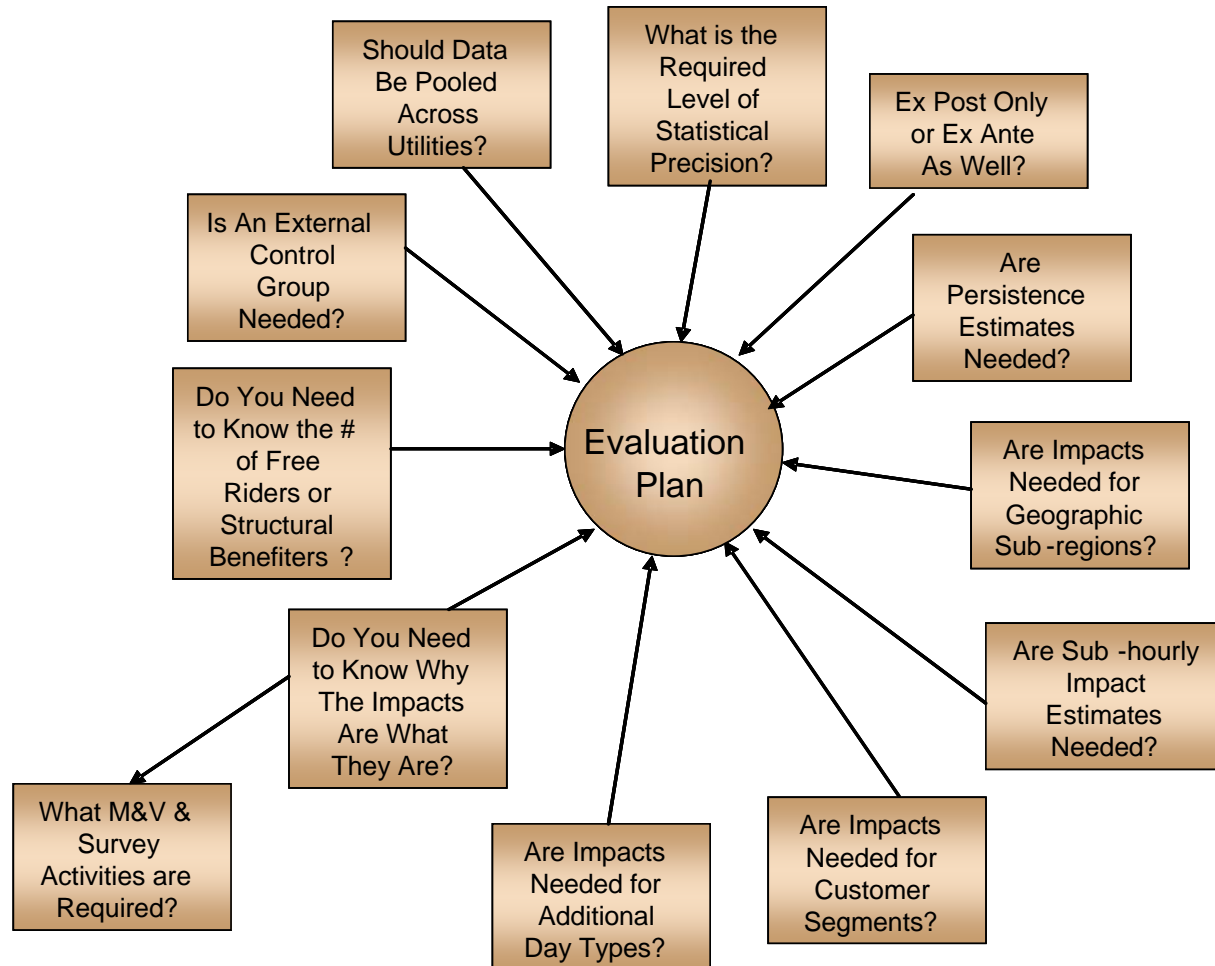 Should Data
Be Pooled
Across
Utilities?
What is the
Required
Level of
Statistical
Precision?
Ex Post Only
or Ex Ante
As Well?
Is An External
Control
Group
Needed?
Are
Persistence
Estimates
Needed?
Evaluation
Plan
Do You Need
to Know the #
of Free
Riders or
Structural
Benefiters ?
Are Impacts
Needed for
Geographic
Sub -regions?
Do You Need
to Know Why
The Impacts
Are What
They Are?
Are Sub -hourly
Impact
Estimates
Needed?
What M&V &
Survey
Activities are
Required?
Are Impacts
Needed for
Additional
Day Types?
Are Impacts
Needed for
Customer
Segments?